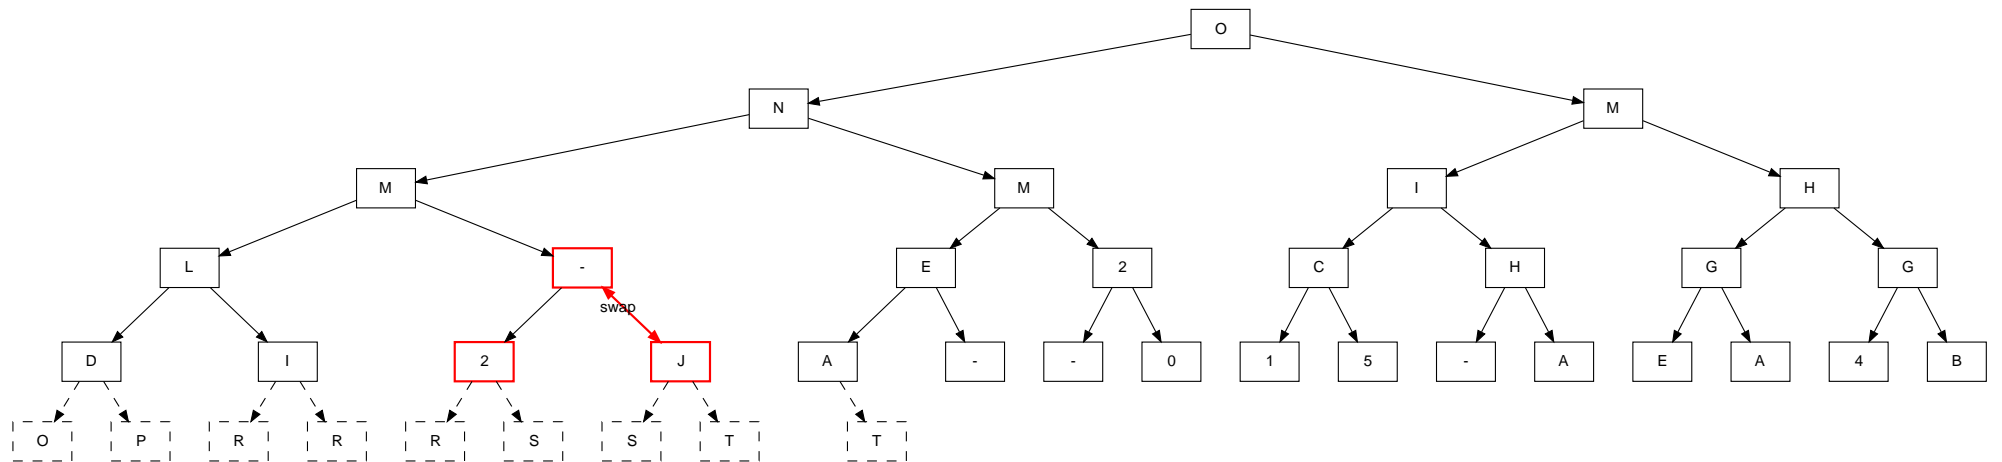 O
N M
M M I H
L - E 2 C H G G
swap
D I 2 J A - - 0 1 5 - A E A 4 B
O P R R R S S T T